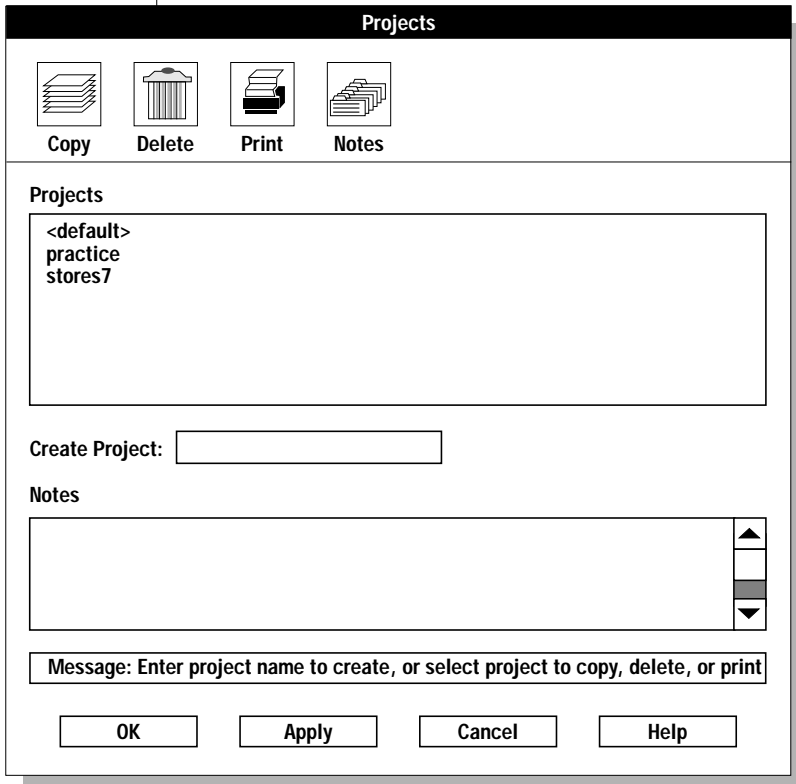 Projects
Copy Delete Print Notes
Projects
<default>
practice
stores7
Create Project:
Notes
Message: Enter project name to create, or select project to copy, delete, or print
OK Apply Cancel Help